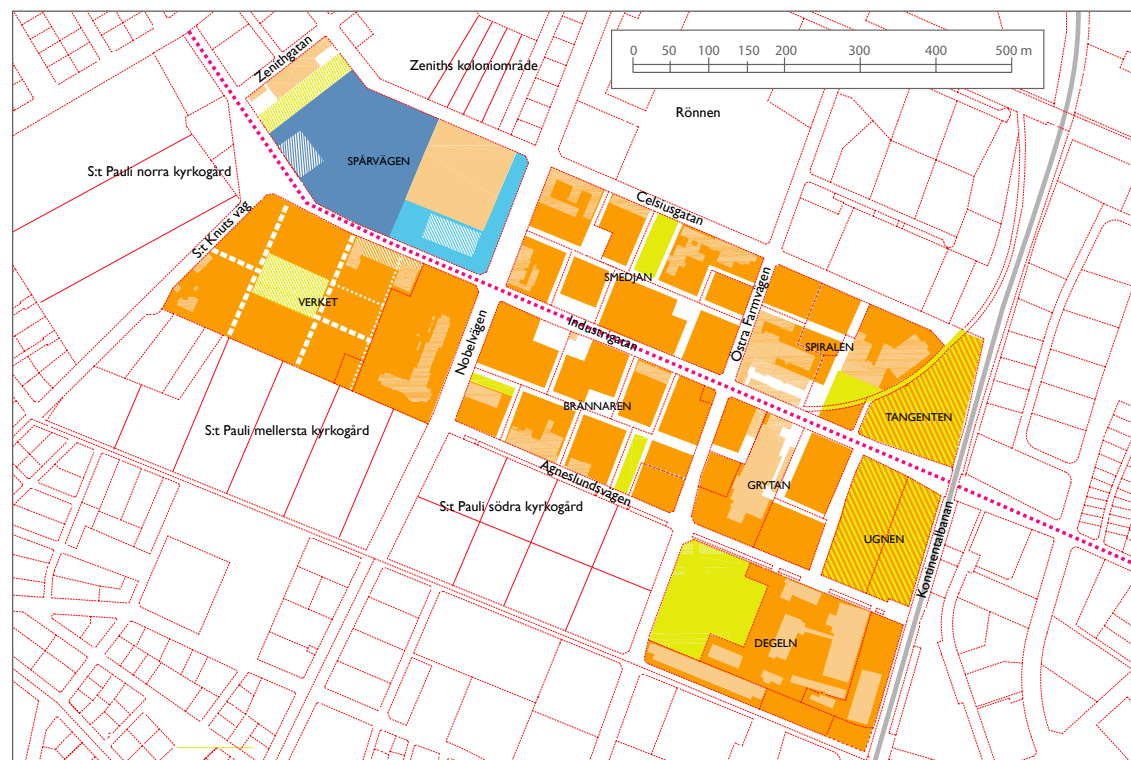 0 50 100 150 200 300 400 500 m
Zenithgatan
Zeniths koloniområde
Rönnen
SPÅRVÄGEN
S:t Pauli norra kyrkogård
Celsiusgatan
S:t Knuts väg
SMEDJAN
VERKET
Nobelvägen
Industrigatan
Östra Farmvägen
SPIRALEN
BRÄNNAREN
TANGENTEN
S:t Pauli mellersta kyrkogård
Agneslundsvägen
GRYTAN
S:t Pauli södra kyrkogård
UGNEN
Kontinentalbanan
DEGELN